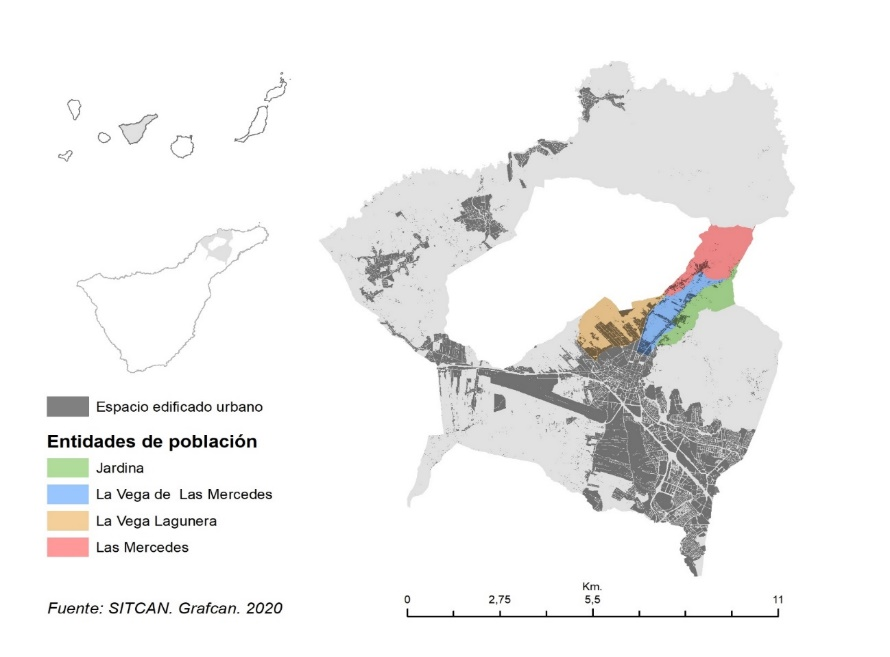 Espacio edificado urbano
Entidades de población
Jardina
La Vega de Las Mercedes
La Vega Lagunera
Las Mercedes
Fuente: SITCAN. Grafcan. 2020
Km.
0 2,75 5,5 11